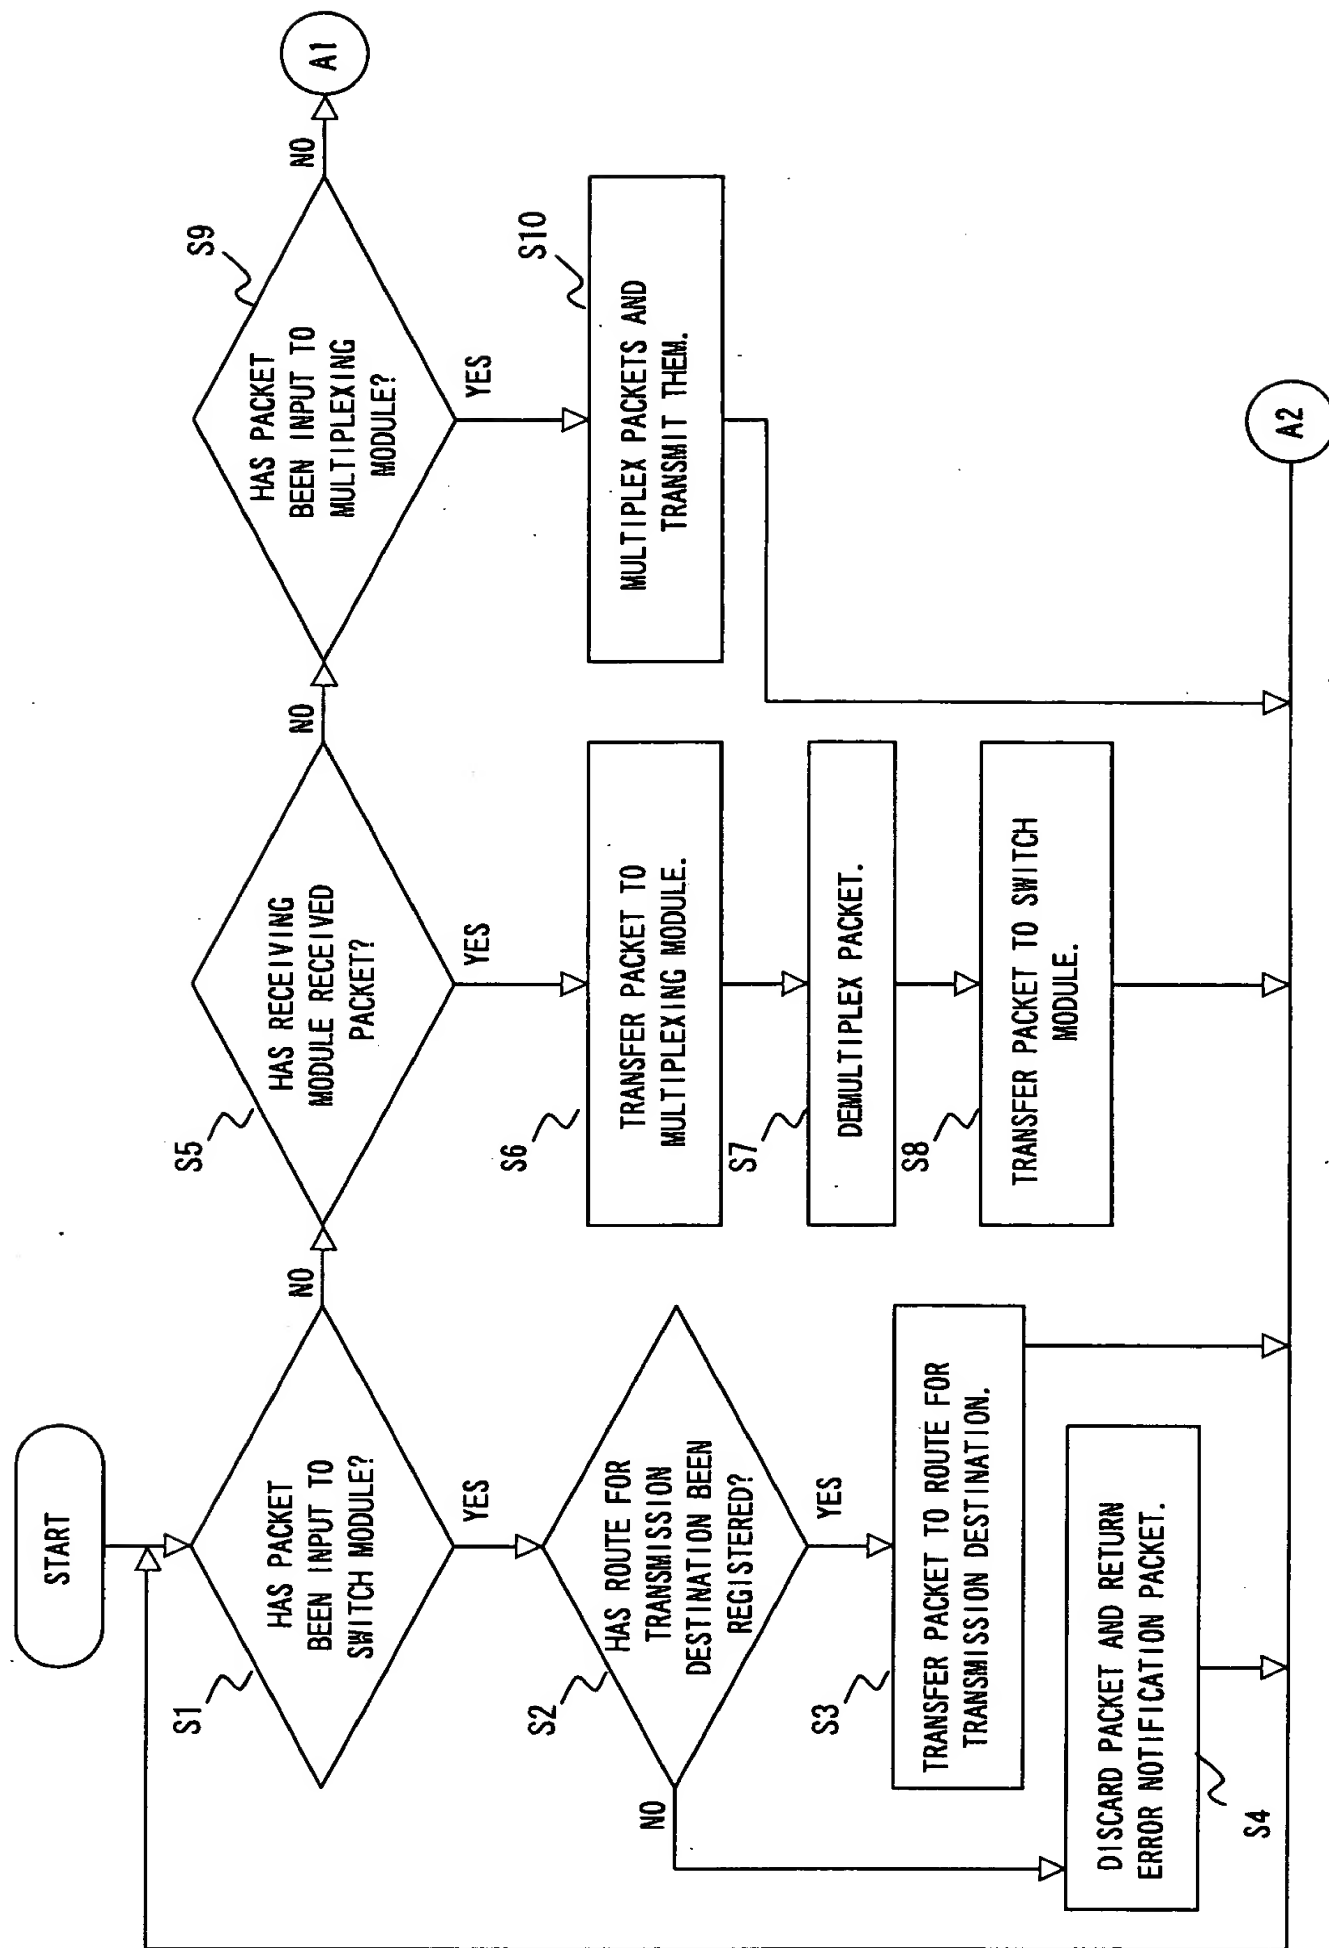 START
S1
HAS PACKET
BEEN INPUT TO
SWITCH MODULE?
NO
YES
S2
HAS ROUTE FOR
TRANSMISSION
DESTINATION BEEN
REGISTERED?
NO
YES
S3
TRANSFER PACKET TO ROUTE FOR
TRANSMISSION DESTINATION.
DISCARD PACKET AND RETURN
ERROR NOTIFICATION PACKET.
S4
S5
HAS RECEIVING
MODULE RECEIVED
PACKET?
NO
YES
S6
TRANSFER PACKET TO
MULTIPLEXING MODULE.
S7
DEMULTIPLEX PACKET.
S8
TRANSFER PACKET TO SWITCH
MODULE.
S9
HAS PACKET
BEEN INPUT TO
MULTIPLEXING
MODULE?
NO
YES
S10
MULTIPLEX PACKETS AND
TRANSMIT THEM.
A1
A2